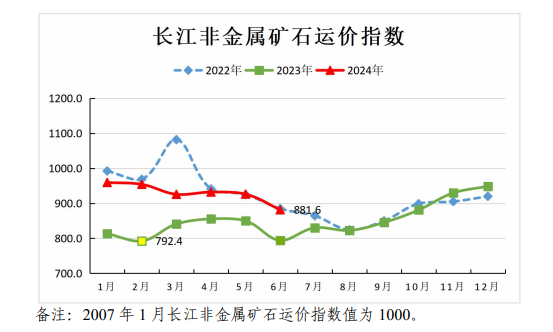 长江非金属矿石运价指数
2022年 2023年 2024年
1200.0
1100.0
1000.0
900.0
800.0
700.0
881.6
792.4
1月 2月 3月 4月 5月 6月 7月 8月 9月 10月 11月 12月
备注：2007 年 1 月长江非金属矿石运价指数值为 1000。